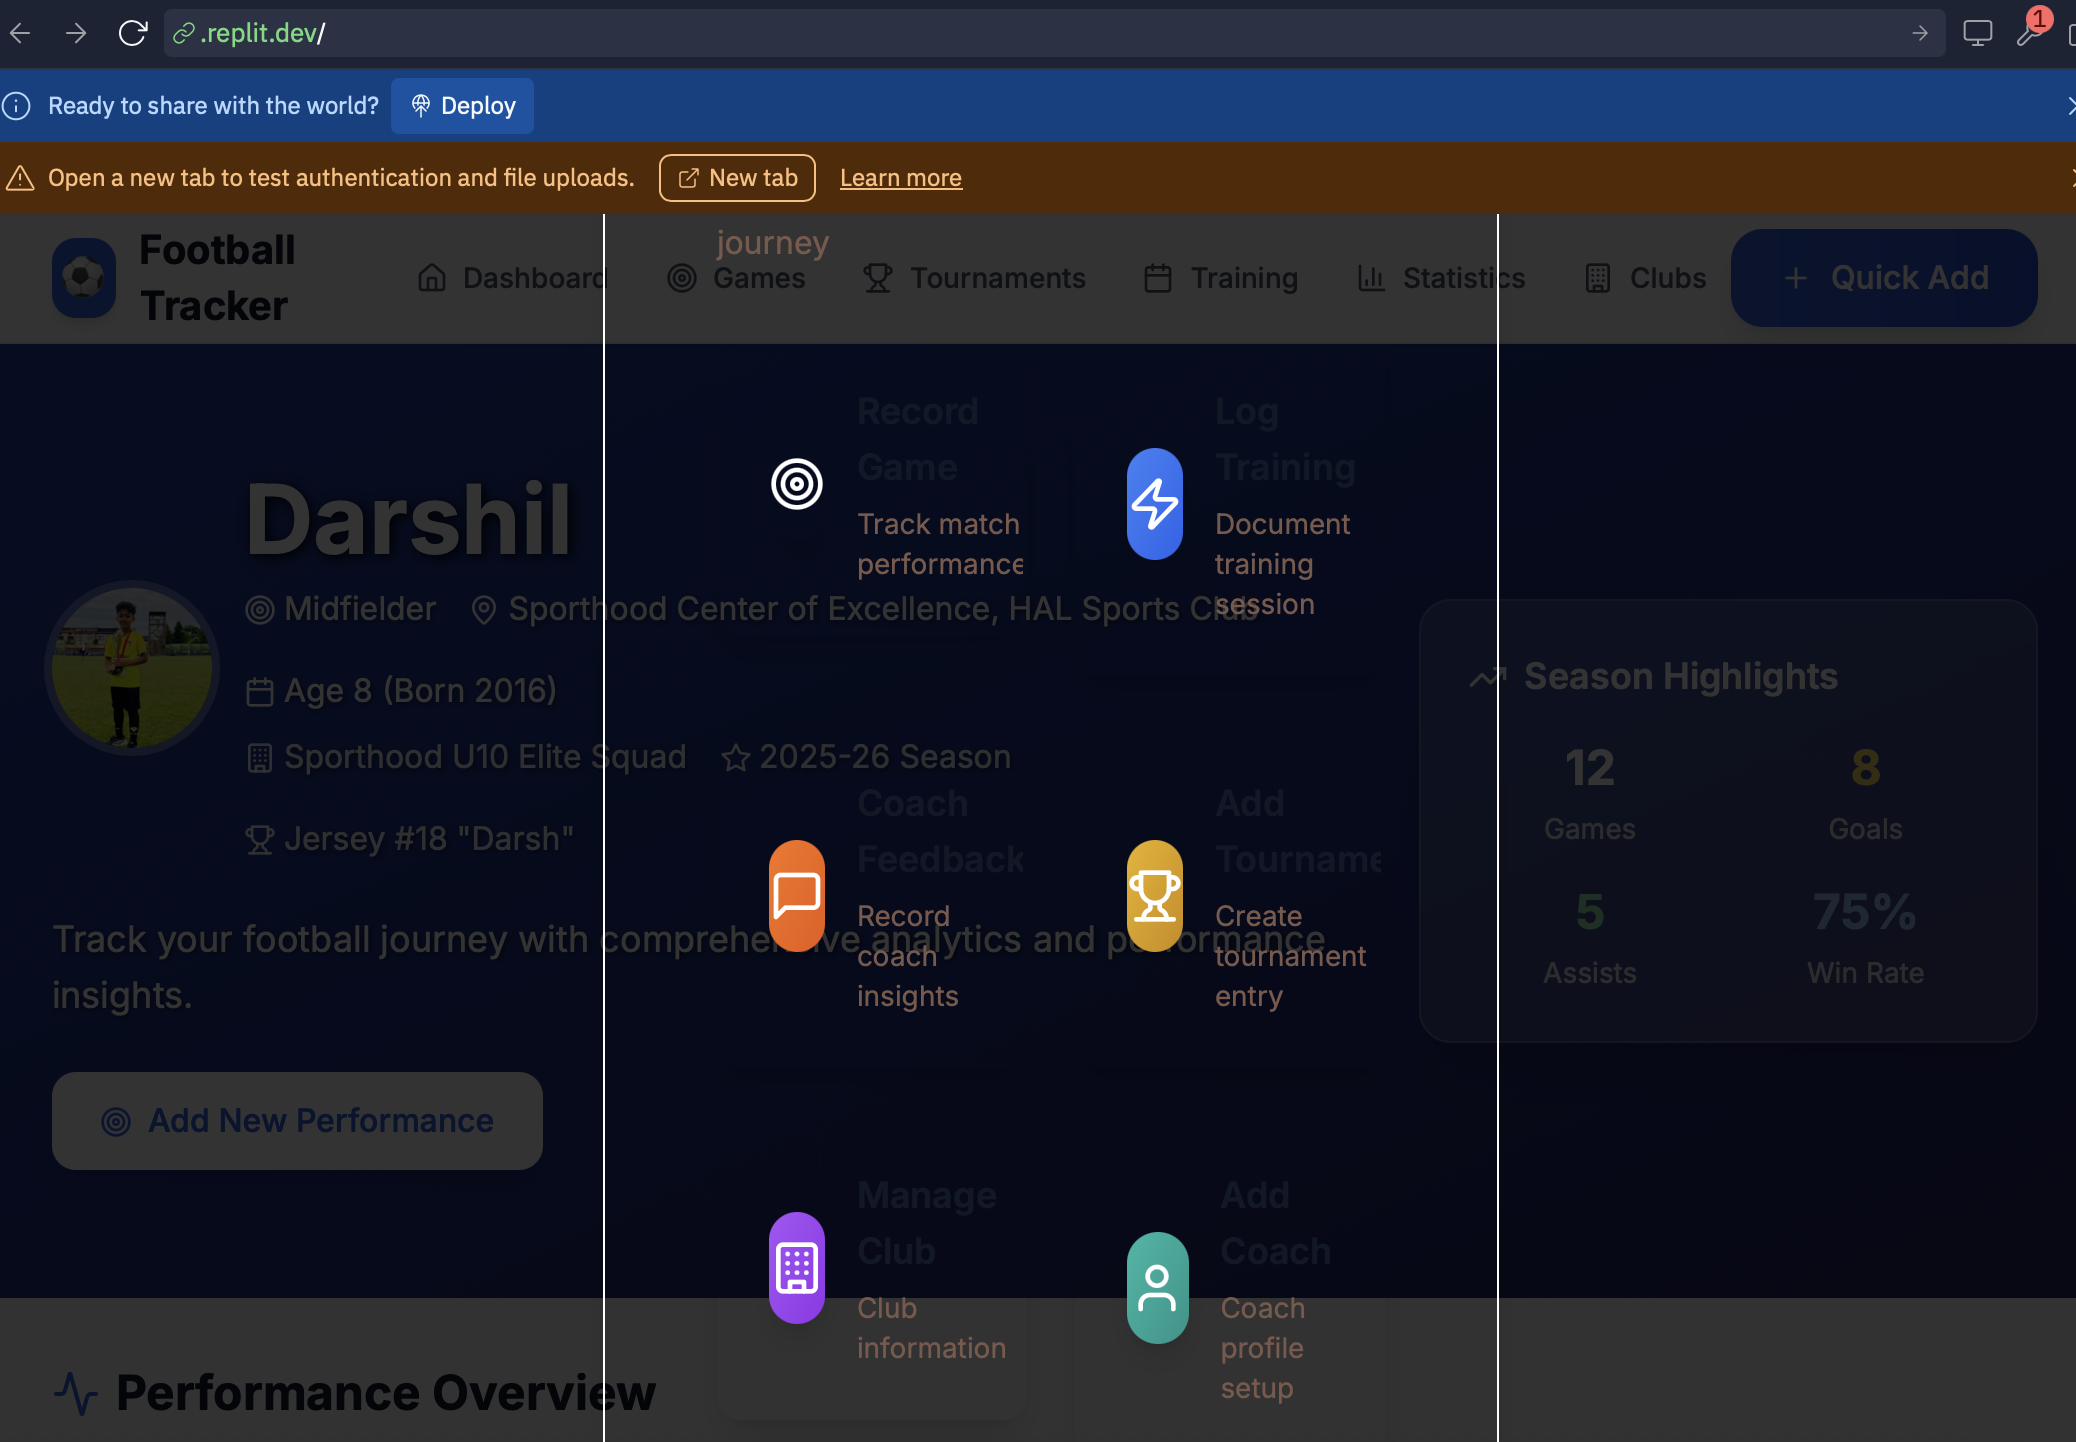 .replit.dev/
1
Ready to share with the world?
Deploy
Open a new tab to test authentication and file uploads.
New tab
Learn more
Football
Tracker
Dashboard
journey
Games
Tournaments
Training
Statistics
Clubs
Quick Add
Record
Game
Track match
performance
Log
Training
Document
training
session
Darshil
Midfielder
Sporthood Center of Excellence, HAL Sports Club
Age 8 (Born 2016)
Sporthood U10 Elite Squad
2025-26 Season
Jersey #18 "Darsh"
Track your football journey with comprehensive analytics and performance
insights.
Add New Performance
Coach
Feedback
Record
coach
insights
Add
Tourname
Create
tournament
entry
Season Highlights
12
Games
8
Goals
5
Assists
75%
Win Rate
Manage
Club
Club
information
Add
Coach
Coach
profile
setup
Performance Overview